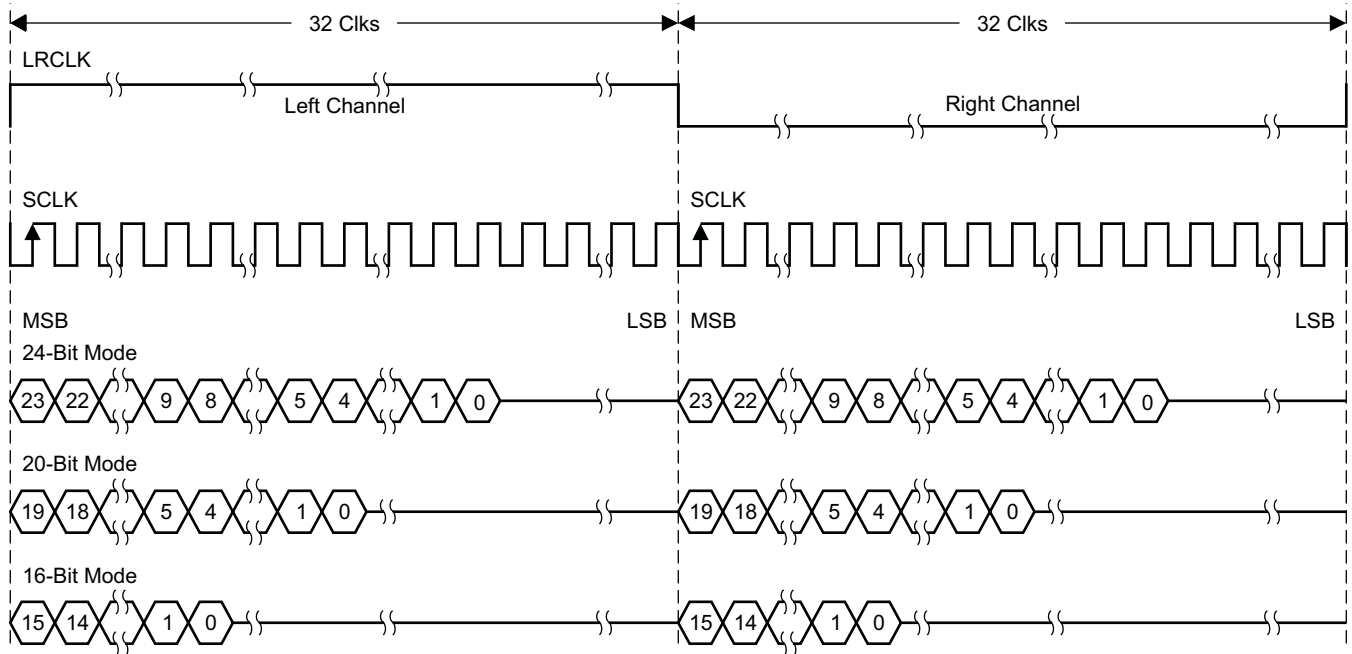 32 Clks 32 Clks
LRCLK
Left Channel Right Channel
SCLK SCLK
MSB LSB MSB LSB
24-Bit Mode
23 22 9 8 5 4 1 0 23 22 9 8 5 4 1 0
20-Bit Mode
19 18 5 4 1 0 19 18 5 4 1 0
16-Bit Mode
15 14 1 0 15 14 1 0